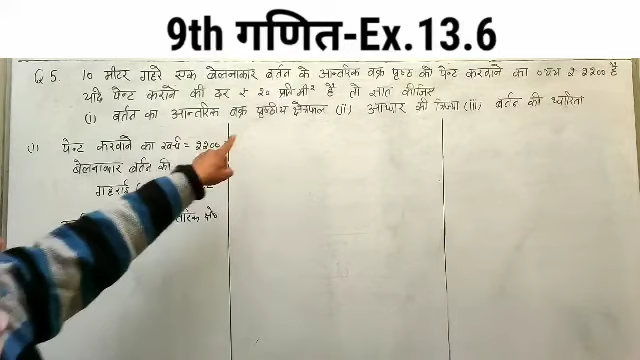 9th गणित-Ex.13.6
Q 5. 10 मीटर गहरे एक बेलनाकार बर्तन के आन्तरिक वक्र पृष्ठ को पेन्ट करवाने का व्यय ₹ 2200 है
यदि पेन्ट कराने की दर ₹ 20 प्रति मी² है तो ज्ञात कीजिए
(i) बर्तन का आन्तरिक वक्र पृष्ठीय क्षेत्रफल (ii) आधार की त्रिज्या (iii) बर्तन की धारिता
(i) पेन्ट करवाने का खर्च = 2200
बेलनाकार बर्तन की
गहराई